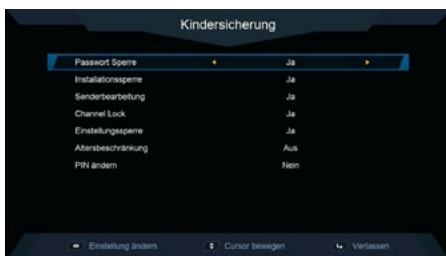 Kindersicherung
Passwort Sperre Ja
Installationssperre Ja
Senderbearbeitung Ja
Channel Lock Ja
Einstellungssperre Ja
Altersbeschränkung Aus
PIN ändern Nein
Einstellung ändern Cursor bewegen Verlassen